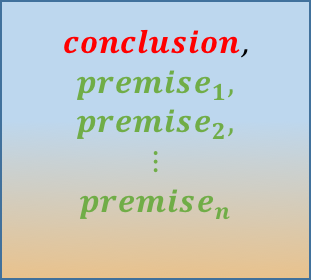 conclusion,
premise₁,
premise₂,
⋮
premiseₙ